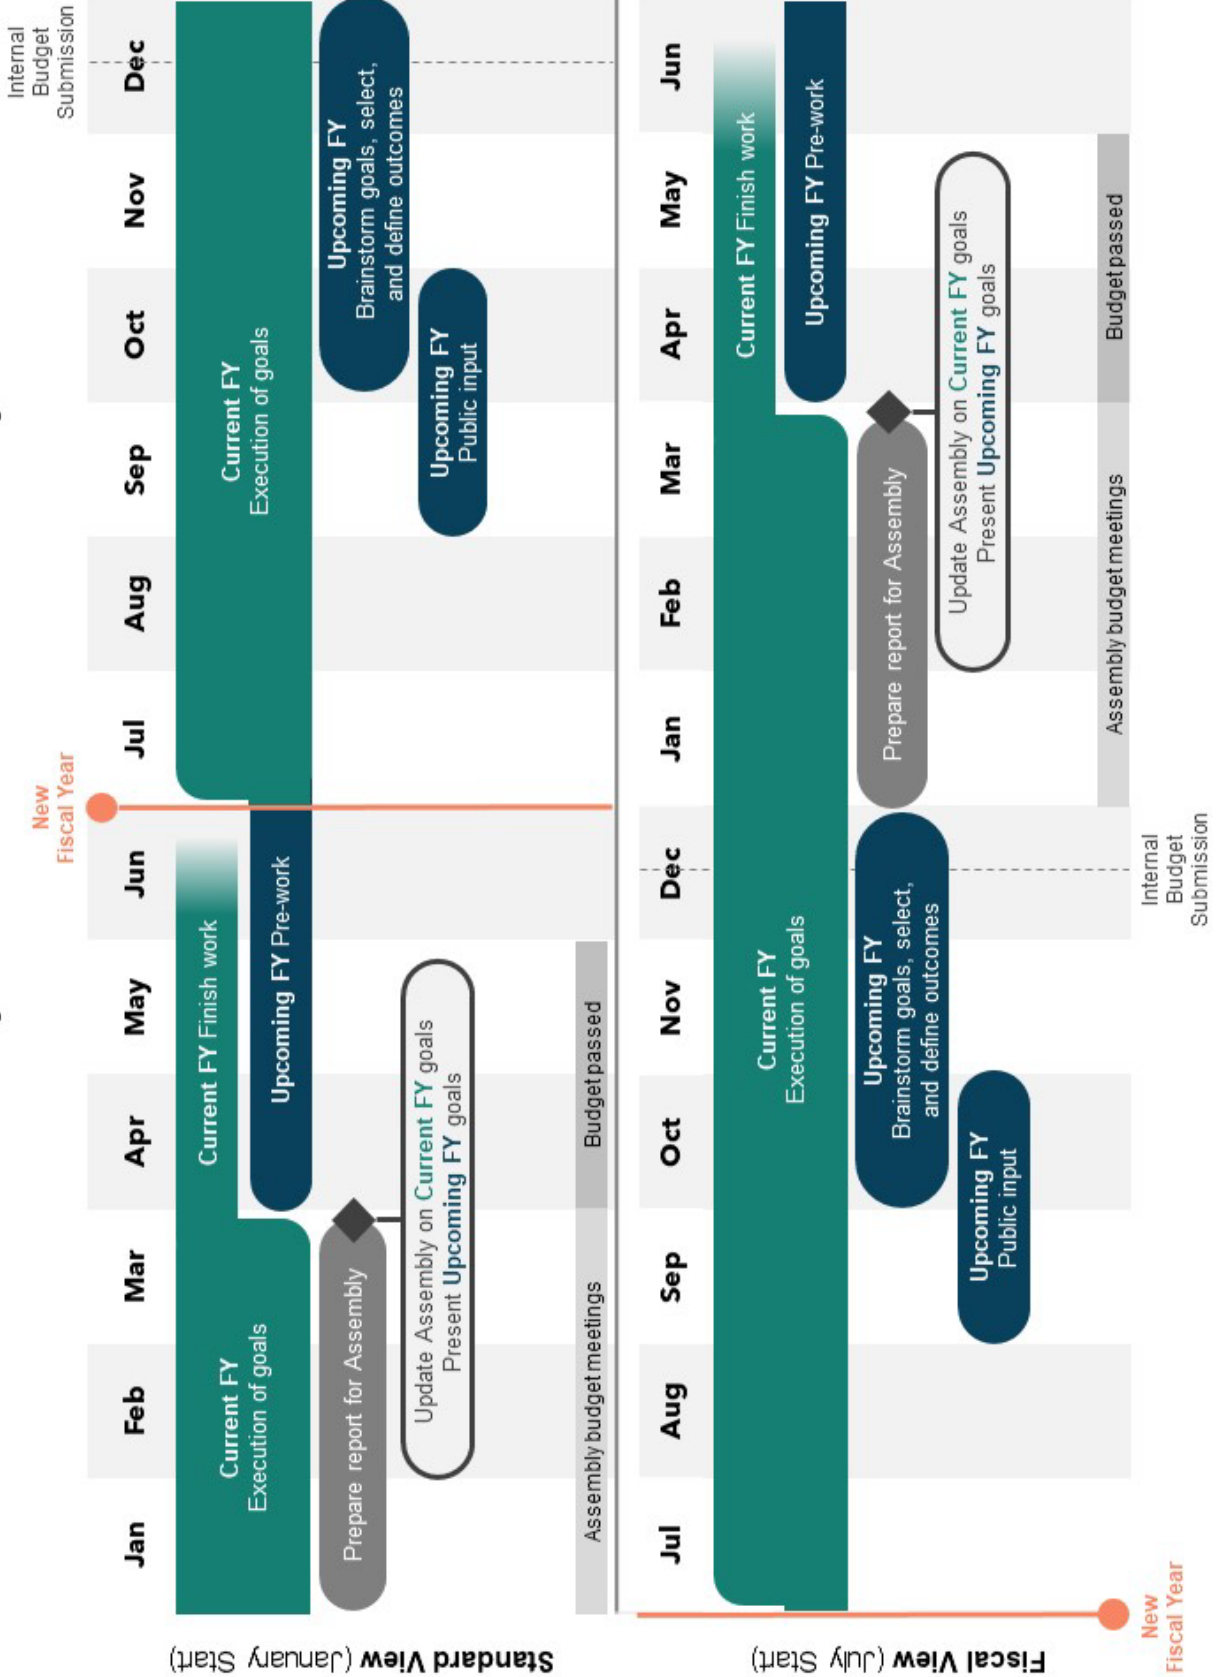 New
Fiscal Year
Internal
Budget
Submission
Jan
Feb
Mar
Apr
May
Jun
Jul
Aug
Sep
Oct
Nov
Dec
Standard View (January Start)
Current FY
Execution of goals
Current FY Finish work
Upcoming FY Pre-work
Current FY
Execution of goals
Prepare report for Assembly
Update Assembly on Current FY goals
Present Upcoming FY goals
Upcoming FY
Brainstorm goals, select,
and define outcomes
Upcoming FY
Public input
Assembly budget meetings
Budget passed
Jul
Aug
Sep
Oct
Nov
Dec
Jan
Feb
Mar
Apr
May
Jun
Fiscal View (July Start)
Current FY
Execution of goals
Current FY Finish work
Upcoming FY Pre-work
Upcoming FY
Brainstorm goals, select,
and define outcomes
Upcoming FY
Public input
Prepare report for Assembly
Update Assembly on Current FY goals
Present Upcoming FY goals
Assembly budget meetings
Budget passed
New
Fiscal Year
Internal
Budget
Submission